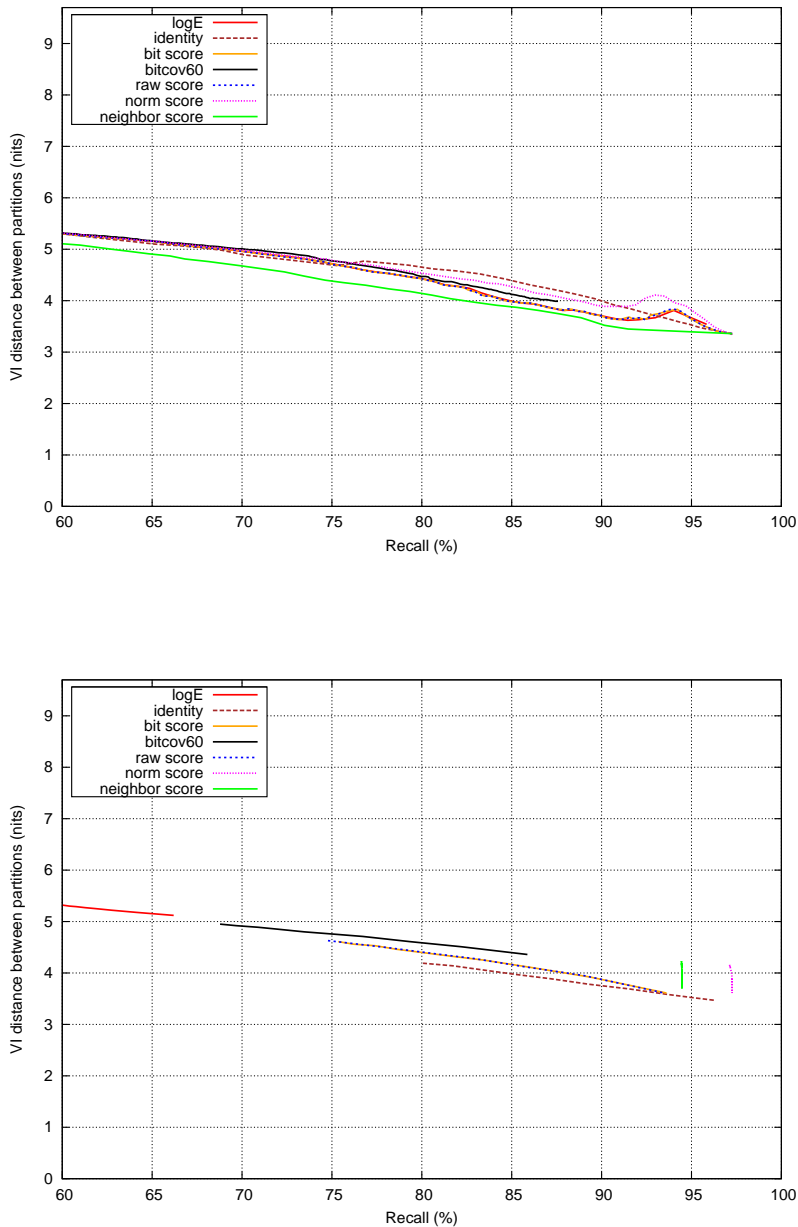 logE
identity
bit score
bitcov60
raw score
norm score
neighbor score
9
8
7
6
5
4
3
2
1
0
VI distance between partitions (nits)
60 65 70 75 80 85 90 95 100
Recall (%)
logE
identity
bit score
bitcov60
raw score
norm score
neighbor score
9
8
7
6
5
4
3
2
1
0
VI distance between partitions (nits)
60 65 70 75 80 85 90 95 100
Recall (%)